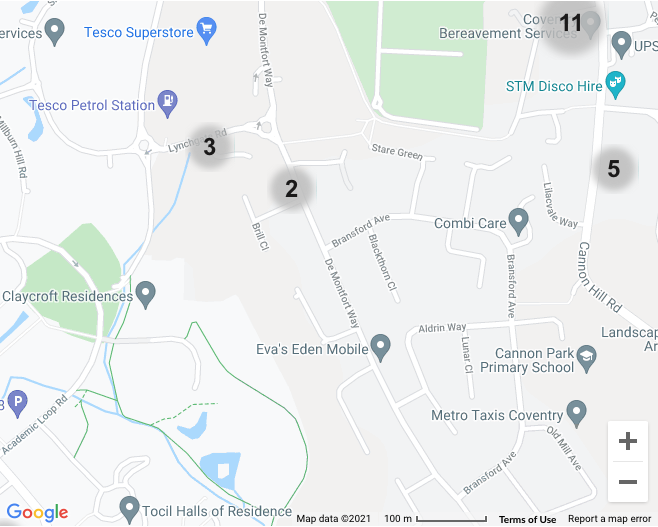 ervices
Tesco Superstore
De Montfort Way
Coven
Bereavement Services
11
Pe
UPS
STM Disco Hire
Tesco Petrol Station
Millburn Hill Rd
Lynch
Rd
3
Stare Green
5
2
Lilacvale Way
Brill Cl
Bransford Ave
Combi Care
Blackthorn Cl
Cannon Hill Rd
Bransford Ave
De Montfort Way
Claycroft Residences
Aldrin Way
Lunar Cl
Landscap
Ar
Eva's Eden Mobile
Cannon Park
Primary School
P
Academic Loop Rd
Metro Taxis Coventry
Old Mill Ave
Bransford Ave
Tocil Halls of Residence
Google
Map data ©2021
100 m
Terms of Use
Report a map error